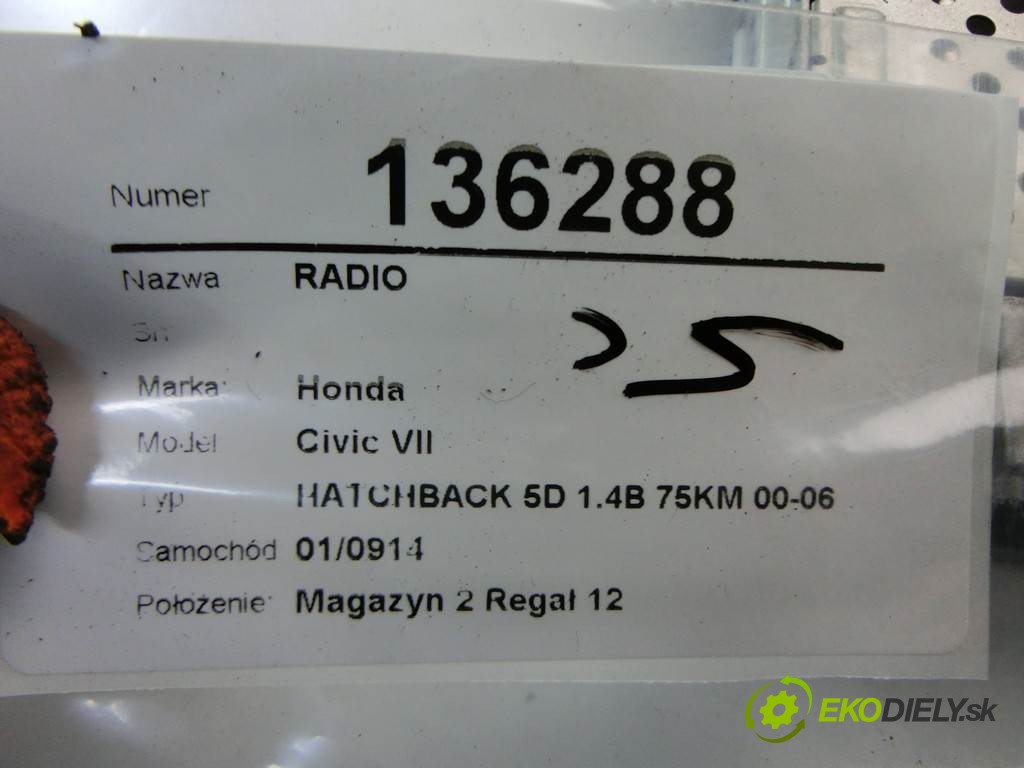 Numer 136288
Nazwa RADIO
Marka: Honda
Model Civic VII
Typ HATCHBACK 5D 1.4B 75KM 00-06
Samochód 01/0914
Położenie: Magazyn 2 Regał 12
EKODIELY.sk